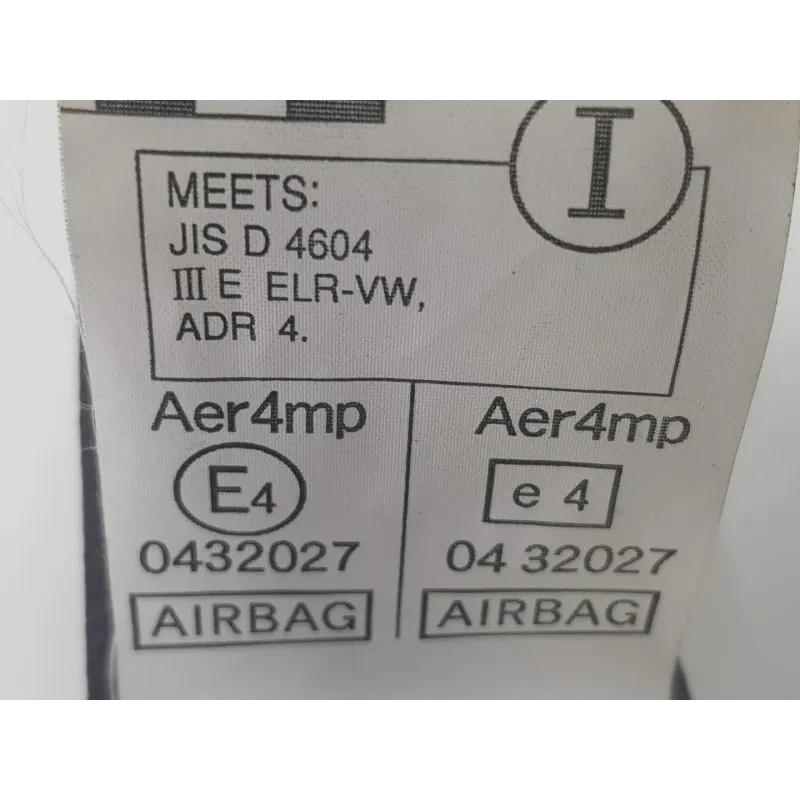 I
MEETS:
JIS D 4604
III E ELR-VW,
ADR 4.
Aer4mp
E4
0432027
AIRBAG
Aer4mp
e 4
04 32027
AIRBAG